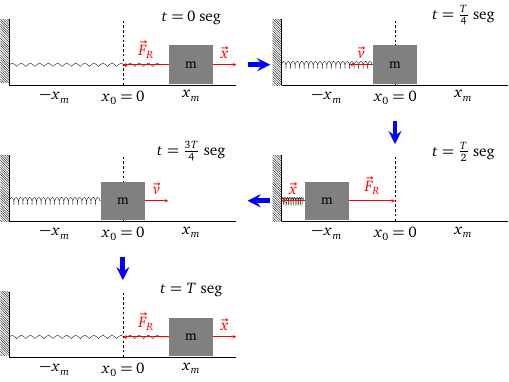 t = 0 seg
F⃗_R
m
x⃗
−x_m
x_0 = 0
x_m
t = T/4 seg
v⃗
m
−x_m
x_0 = 0
x_m
t = 3T/4 seg
m
v⃗
−x_m
x_0 = 0
x_m
t = T/2 seg
x⃗
m
F⃗_R
−x_m
x_0 = 0
x_m
t = T seg
F⃗_R
m
x⃗
−x_m
x_0 = 0
x_m